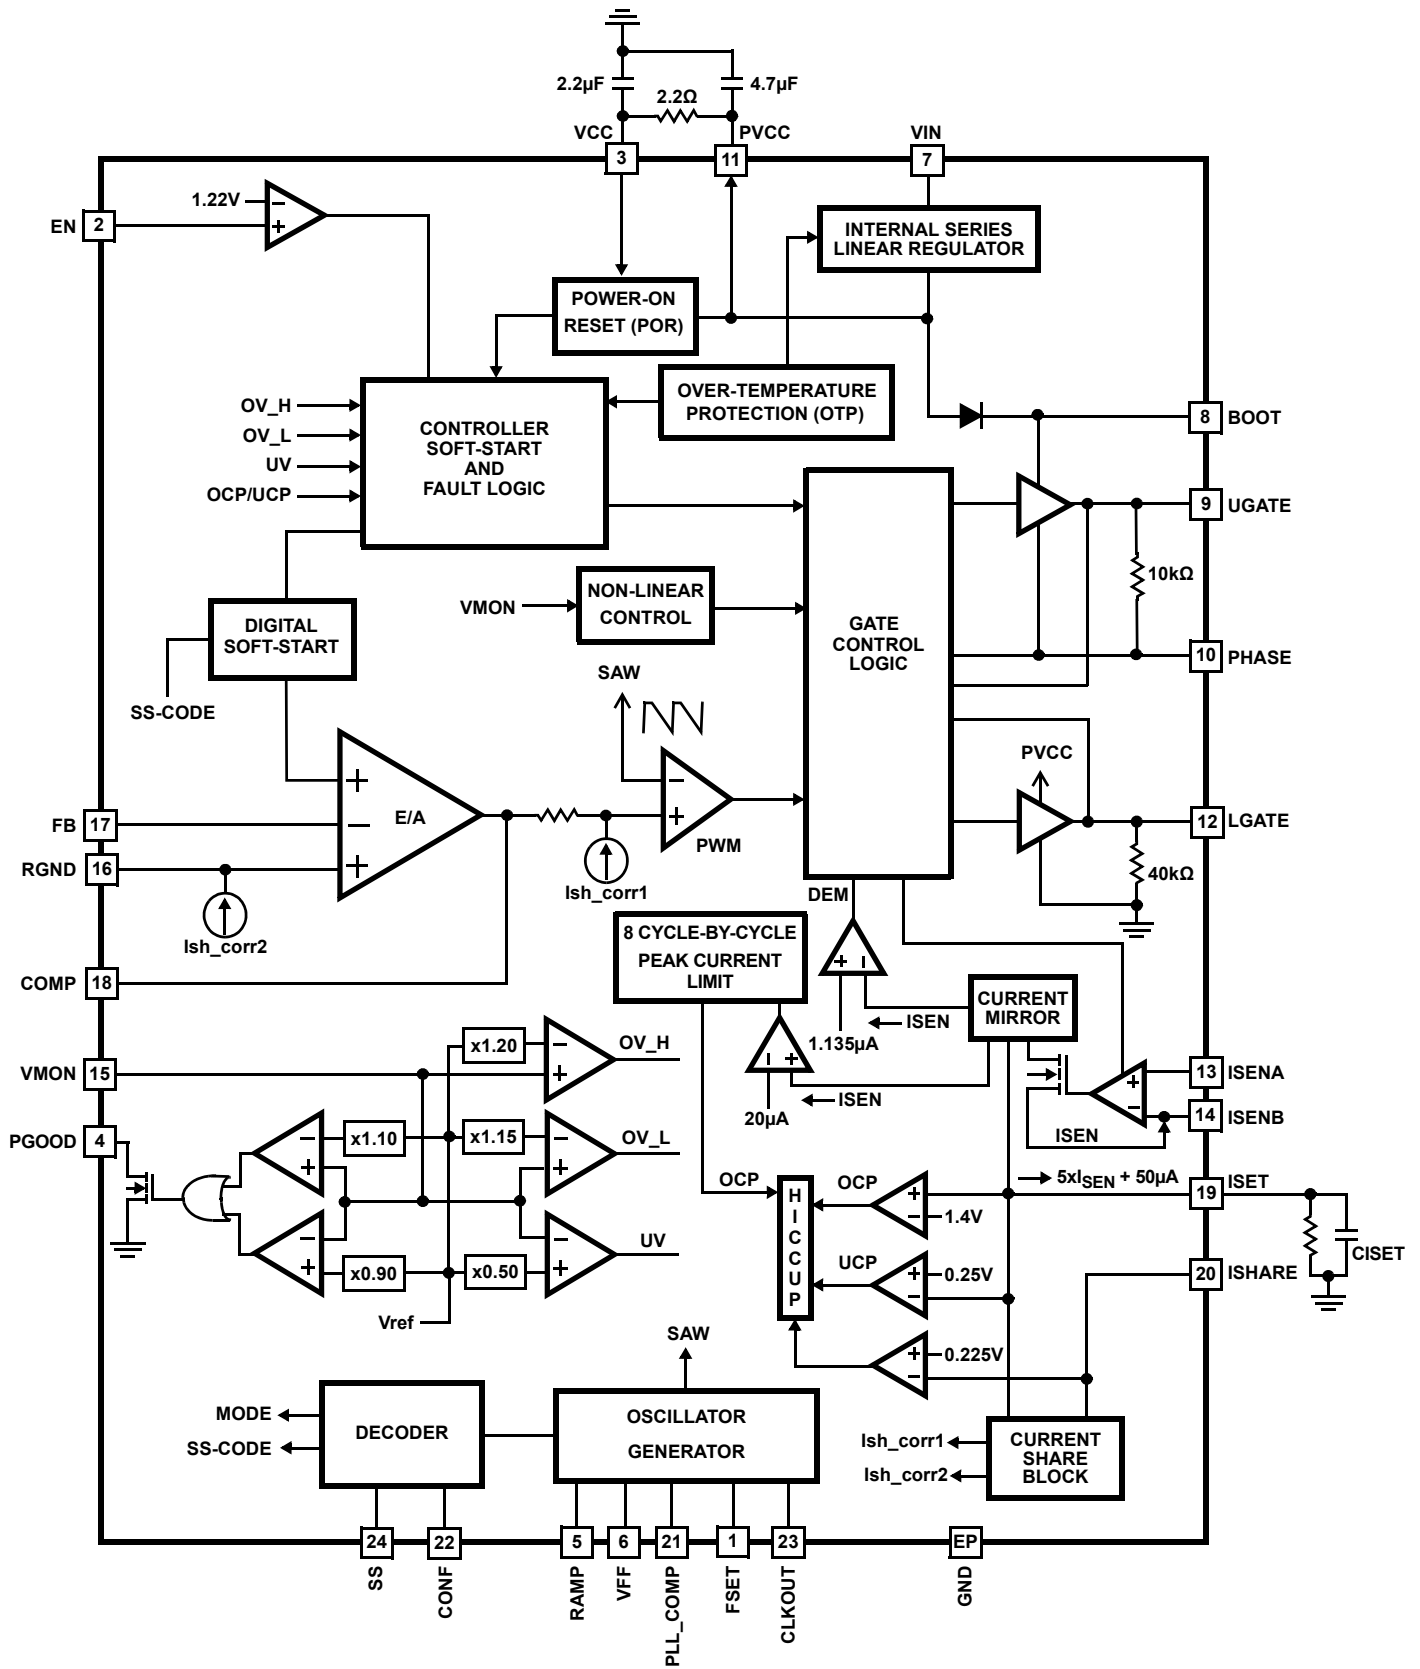 2.2µF
4.7µF
2.2Ω
VCC
PVCC
VIN
3
11
7
1.22V
−
+
EN
2
INTERNAL SERIES
LINEAR REGULATOR
POWER-ON
RESET (POR)
OVER-TEMPERATURE
PROTECTION (OTP)
OV_H
OV_L
UV
OCP/UCP
CONTROLLER
SOFT-START
AND
FAULT LOGIC
8
BOOT
9
UGATE
10kΩ
10
PHASE
NON-LINEAR
CONTROL
VMON
GATE
CONTROL
LOGIC
DIGITAL
SOFT-START
SS-CODE
SAW
PVCC
+
−
+
E/A
−
+
PWM
FB
17
RGND
16
Ish_corr2
Ish_corr1
12
LGATE
40kΩ
DEM
8 CYCLE-BY-CYCLE
PEAK CURRENT
LIMIT
+
−
COMP
18
CURRENT
MIRROR
ISEN
1.135µA
−
+
ISEN
20µA
VMON
15
x1.20
−
+
OV_H
+
−
13
ISENA
14
ISENB
ISEN
PGOOD
4
−
+
x1.10
x1.15
−
+
OV_L
−
+
x0.90
x0.50
−
+
UV
Vref
OCP
HICCUP
OCP
+
−
1.4V
5xISEN + 50µA
19
ISET
CISET
UCP
+
−
0.25V
20
ISHARE
+
−
0.225V
SAW
MODE
SS-CODE
DECODER
OSCILLATOR
GENERATOR
Ish_corr1
Ish_corr2
CURRENT
SHARE
BLOCK
24
22
5
6
21
1
23
EP
SS
CONF
RAMP
VFF
PLL_COMP
FSET
CLKOUT
GND